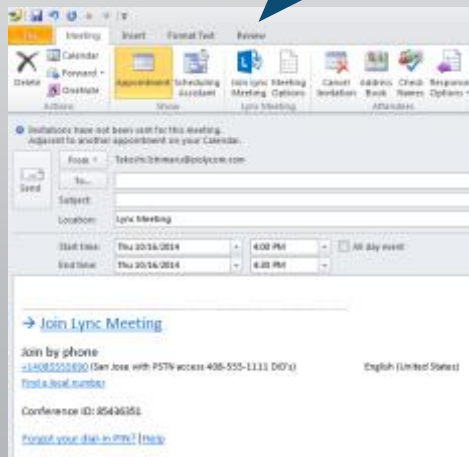 File Meeting Insert Format Text Review
Calendar
Forward
OneNote
Delete
Appointment Scheduling Assistant
Join Lync Meeting Meeting Options
Cancel Invitation Address Book Check Names Response Options
Actions Show Lync Meeting Attendees
Invitations have not been sent for this meeting.
Adjacent to another appointment on your Calendar.
Send
From
To...
Subject:
Location: Lync Meeting
Start time: Thu 10/16/2014 4:00 PM All day event
End time: Thu 10/16/2014 4:30 PM
→ Join Lync Meeting
Join by phone
+14085555690 (San Jose with PSTN access 408-555-1111 DID's) English (United States)
Find a local number
Conference ID: 85436351
Forgot your dial-in PIN? | Help